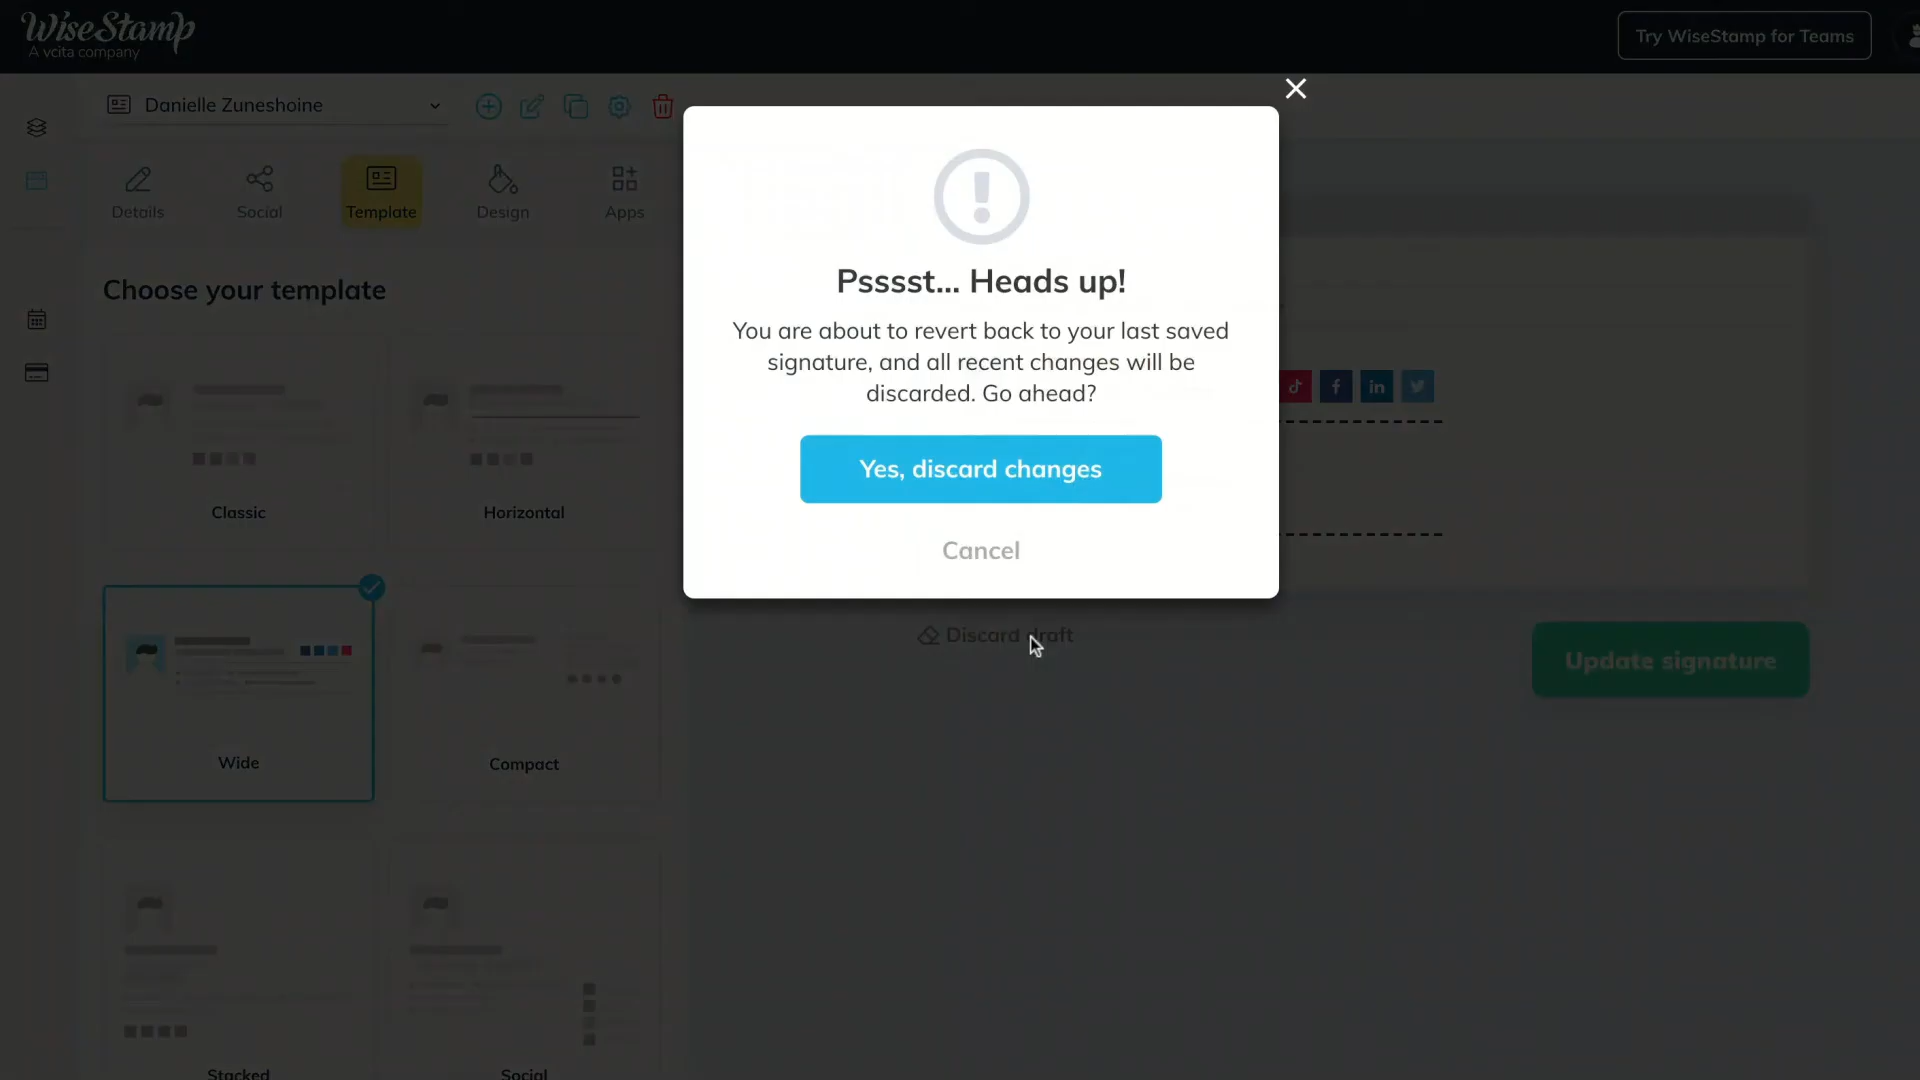 WiseStamp
A vcita company
Try WiseStamp for Teams
Danielle Zuneshoine
Details
Social
Template
Design
Apps
Choose your template
Classic
Horizontal
Wide
Compact
Stacked
Social
Psssst... Heads up!
You are about to revert back to your last saved
signature, and all recent changes will be
discarded. Go ahead?
Yes, discard changes
Cancel
Discard draft
Update signature